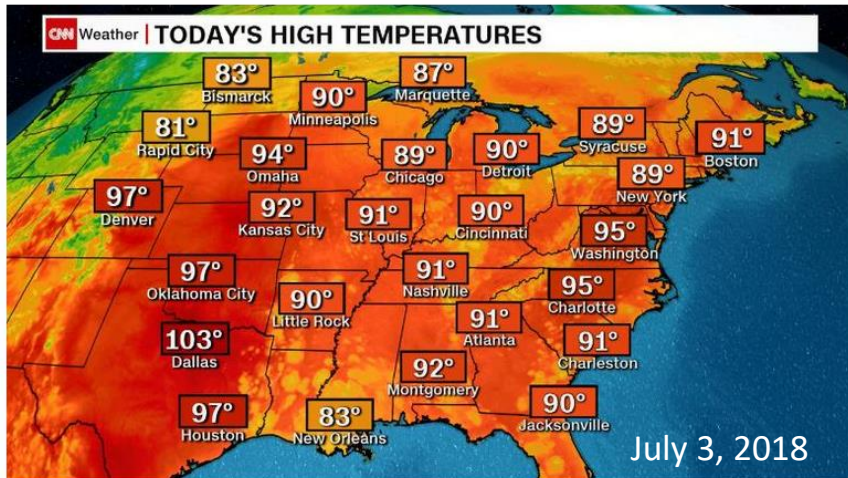 CNN Weather | TODAY'S HIGH TEMPERATURES
83°
Bismarck
87°
Marquette
90°
Minneapolis
81°
Rapid City
89°
Syracuse
91°
Boston
94°
Omaha
89°
Chicago
90°
Detroit
89°
New York
97°
Denver
92°
Kansas City
91°
St Louis
90°
Cincinnati
95°
Washington
97°
Oklahoma City
90°
Little Rock
91°
Nashville
95°
Charlotte
103°
Dallas
91°
Atlanta
91°
Charleston
92°
Montgomery
97°
Houston
83°
New Orleans
90°
Jacksonville
July 3, 2018